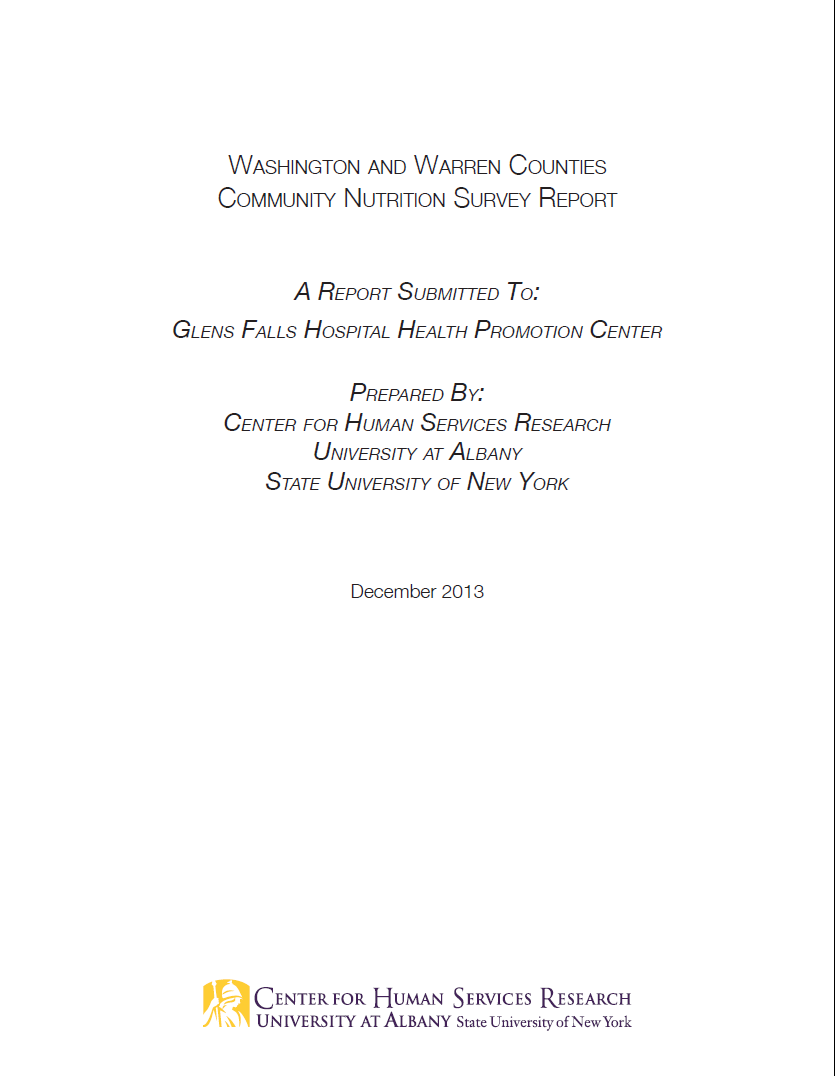 Washington and Warren Counties
Community Nutrition Survey Report
A Report Submitted To:
Glens Falls Hospital Health Promotion Center
Prepared By:
Center for Human Services Research
University at Albany
State University of New York
December 2013
Center for Human Services Research
University at Albany State University of New York